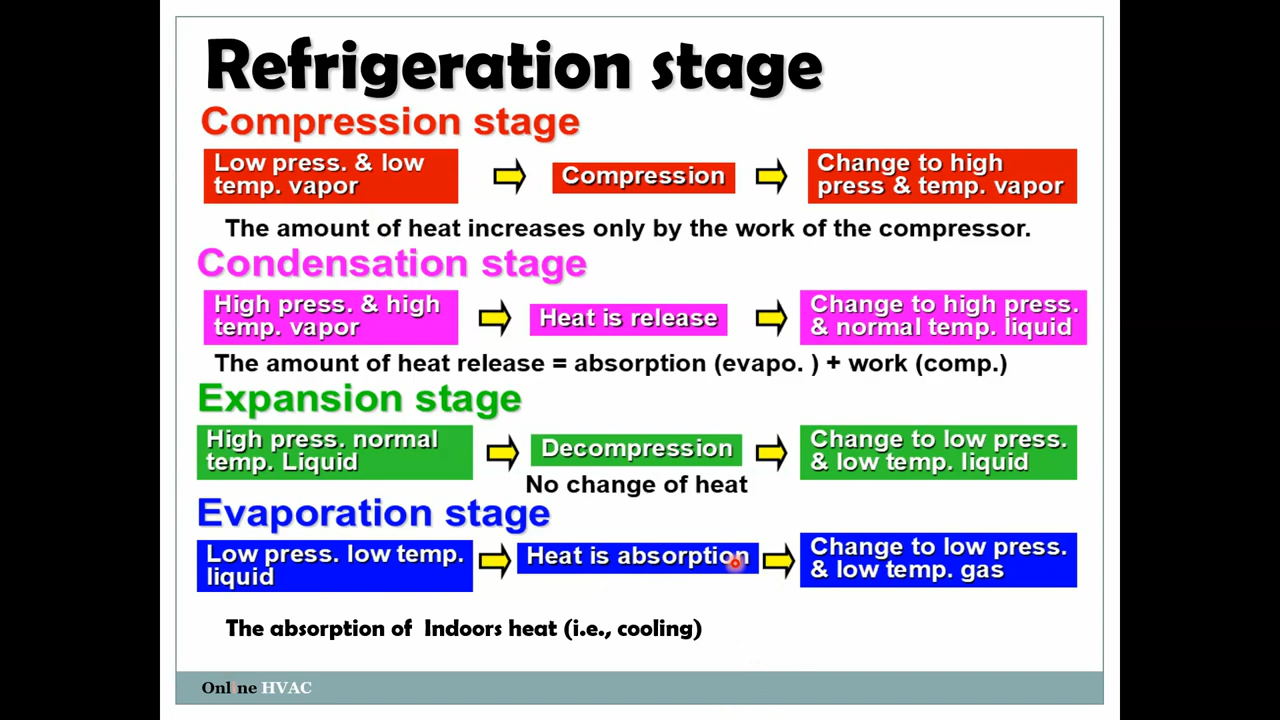 Refrigeration stage
Compression stage
Low press. & low
temp. vapor
Compression
Change to high
press & temp. vapor
The amount of heat increases only by the work of the compressor.
Condensation stage
High press. & high
temp. vapor
Heat is release
Change to high press.
& normal temp. liquid
The amount of heat release = absorption (evapo. ) + work (comp.)
Expansion stage
High press. normal
temp. Liquid
Decompression
Change to low press.
& low temp. liquid
No change of heat
Evaporation stage
Low press. low temp.
liquid
Heat is absorption
Change to low press.
& low temp. gas
The absorption of Indoors heat (i.e., cooling)
Online HVAC